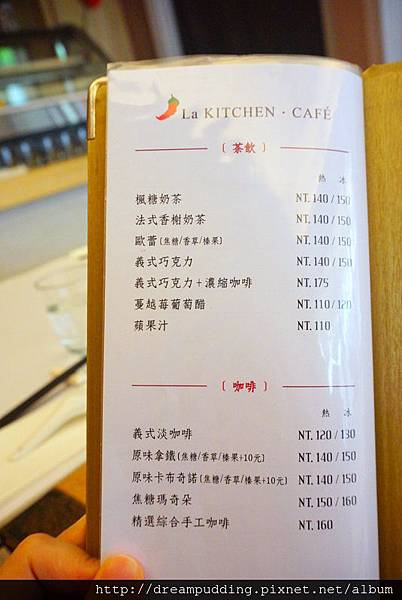 La KITCHEN · CAFÉ
〔 茶飲 〕
熱 冰
楓糖奶茶 NT. 140 / 150
法式香榭奶茶 NT. 140 / 150
歐蕾〔焦糖/香草/榛果〕 NT. 140 / 150
義式巧克力 NT. 140 / 150
義式巧克力＋濃縮咖啡 NT. 175
蔓越莓葡萄醋 NT. 110 / 120
蘋果汁 NT. 110
〔 咖啡 〕
熱 冰
義式淡咖啡 NT. 120 / 130
原味拿鐵〔焦糖/香草/榛果+10元〕 NT. 140 / 150
原味卡布奇諾〔焦糖/香草/榛果+10元〕 NT. 140 / 150
焦糖瑪奇朵 NT. 150 / 160
精選綜合手工咖啡 NT. 160
http://dreampudding.pixnet.net/album